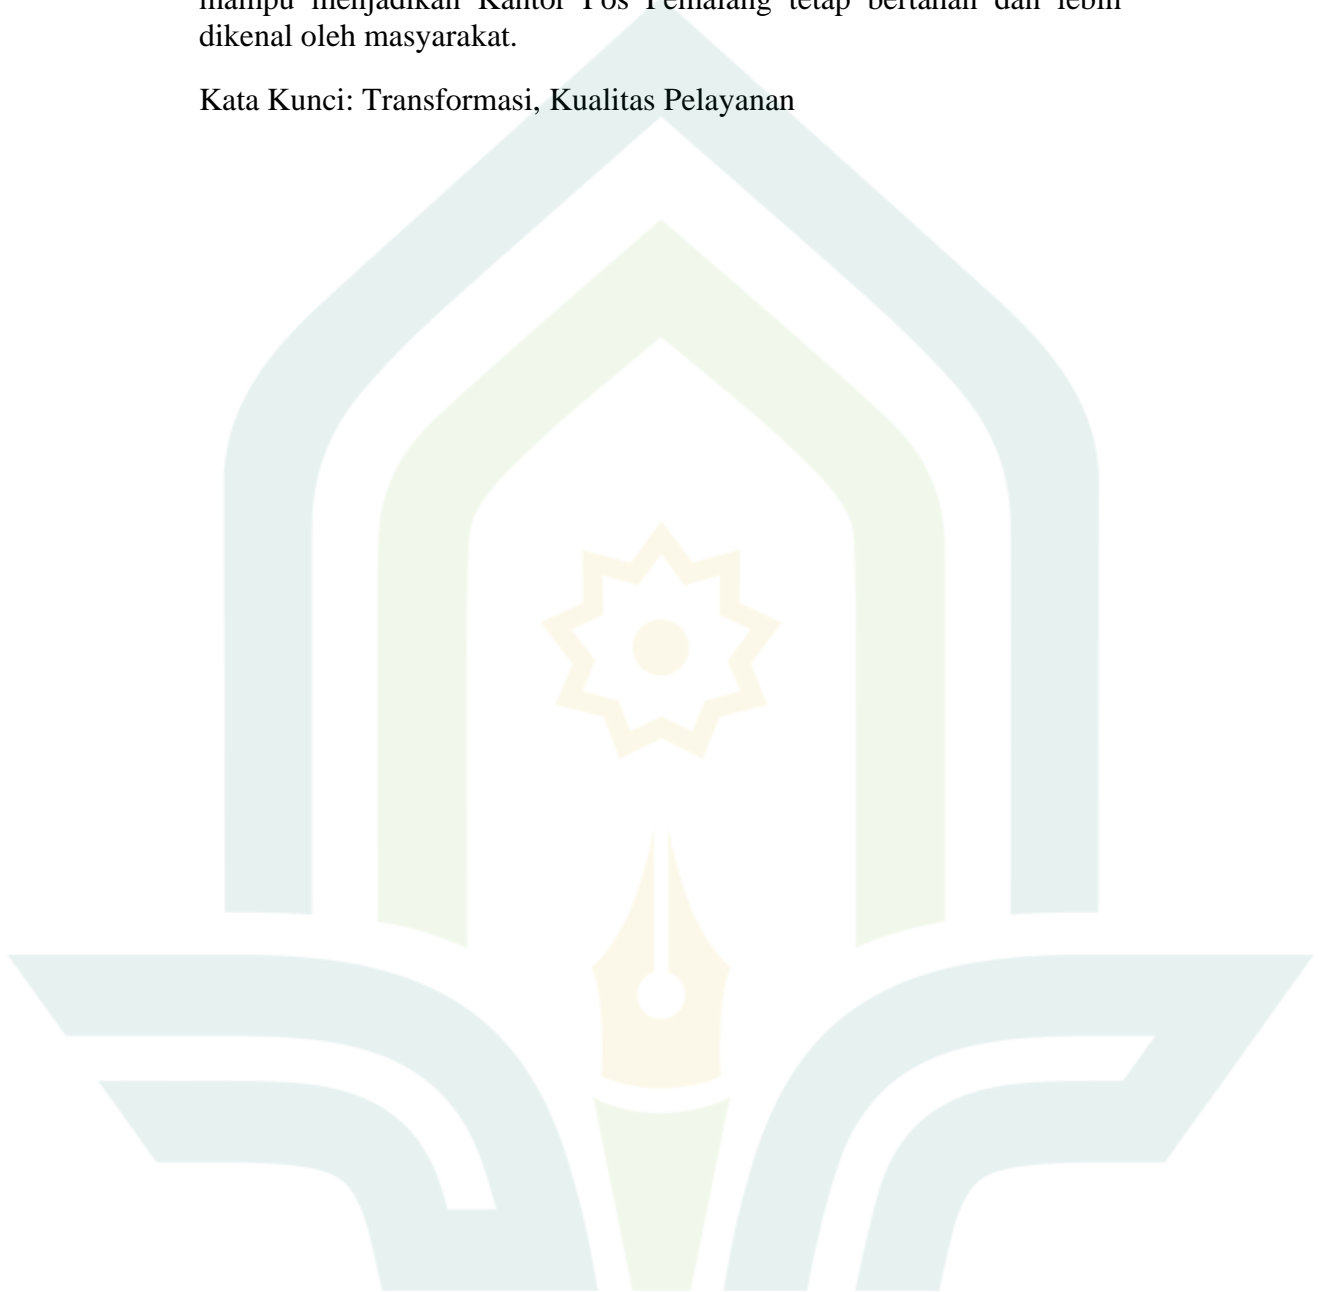 mampu menjadikan Kantor Pos Pemalang tetap bertahan dan lebih
dikenal oleh masyarakat.
Kata Kunci: Transformasi, Kualitas Pelayanan